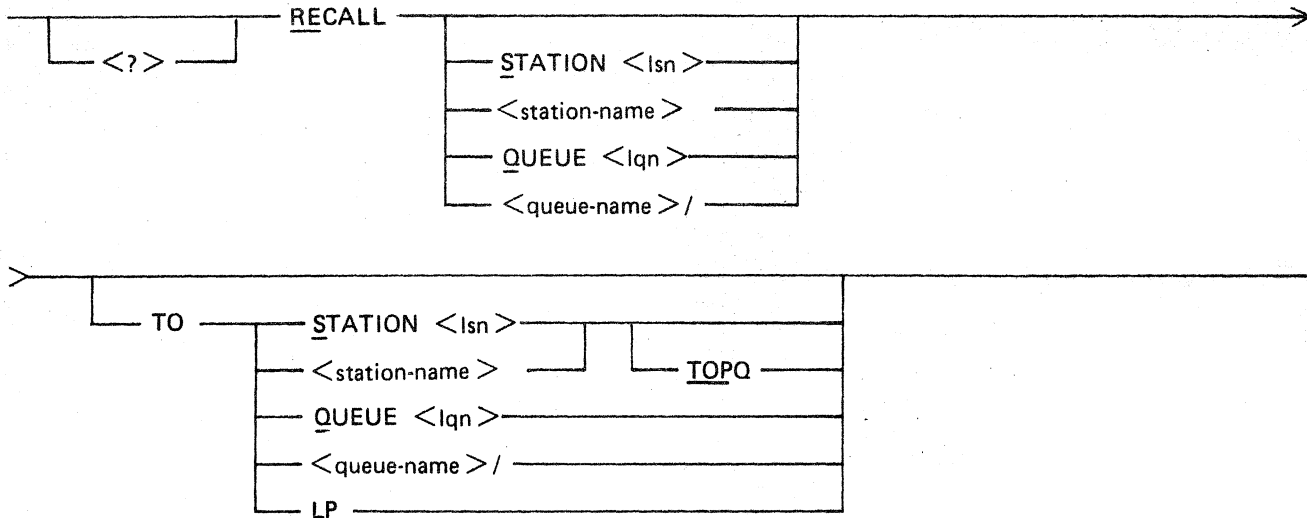 RECALL
<?>
STATION <lsn>
<station-name>
QUEUE <lqn>
<queue-name>/
TO
STATION <lsn>
<station-name>
TOPQ
QUEUE <lqn>
<queue-name>/
LP